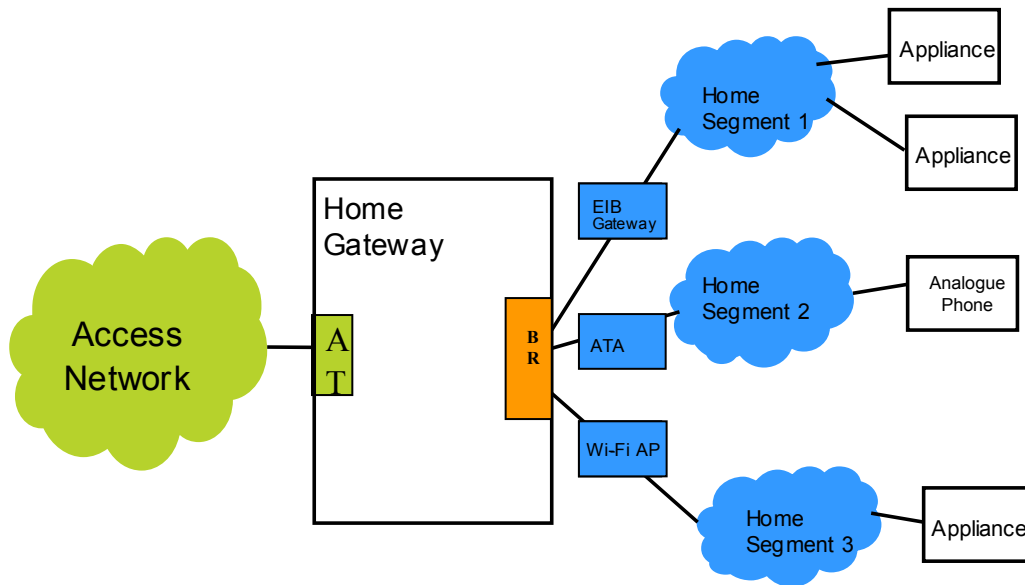 Access
Network
Home
Gateway
A
T
B
R
EIB
Gateway
ATA
Wi-Fi AP
Home
Segment 1
Home
Segment 2
Home
Segment 3
Appliance
Appliance
Analogue
Phone
Appliance